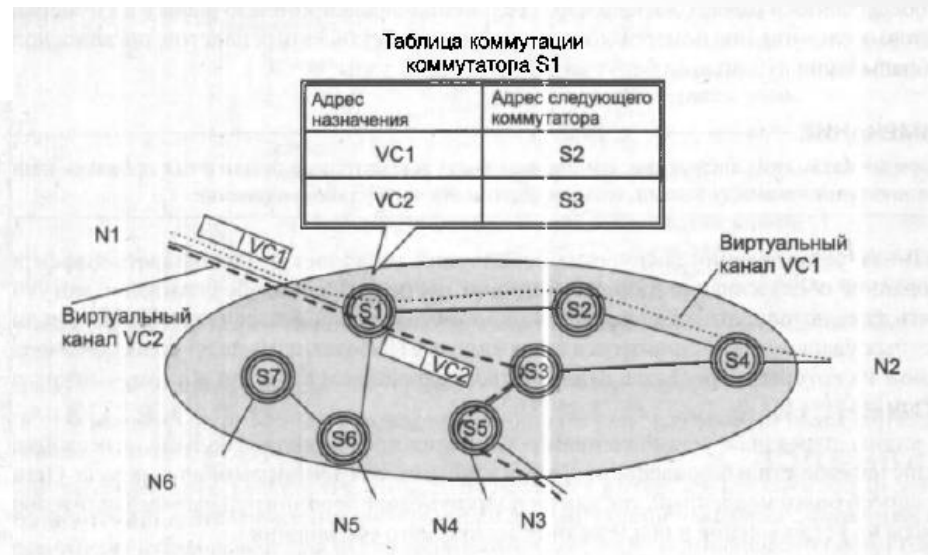 Таблица коммутации
коммутатора S1
Адрес
назначения
Адрес следующего
коммутатора
VC1
S2
VC2
S3
N1
VC1
Виртуальный
канал VC1
S1
S2
Виртуальный
канал VC2
VC2
S3
S4
N2
S7
S6
S5
N6
N5
N4
N3